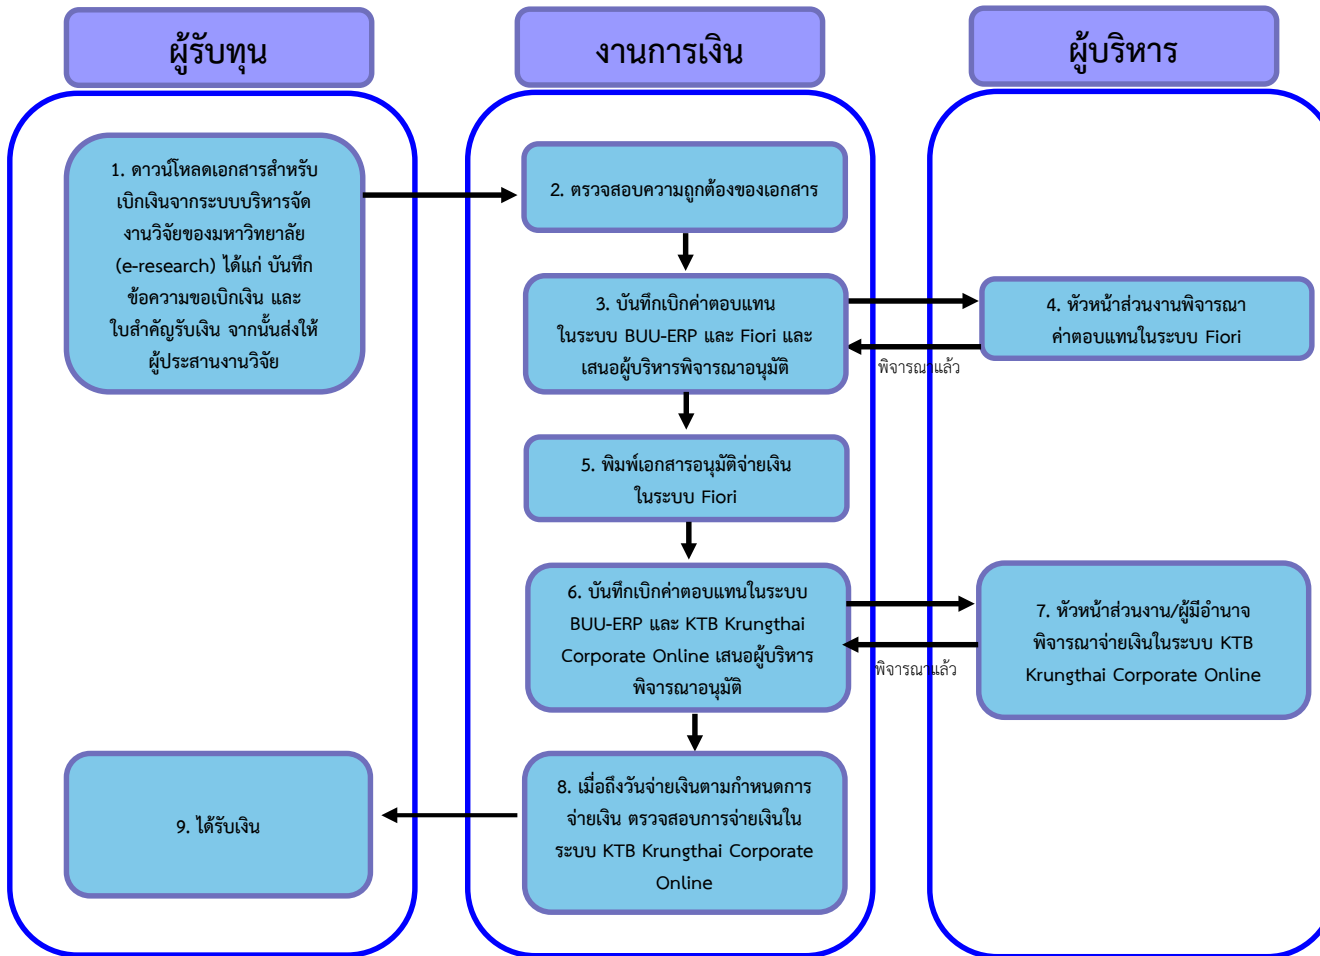 ผู้รับทุน
งานการเงิน
ผู้บริหาร
1. ดาวน์โหลดเอกสารสำหรับ
เบิกเงินจากระบบบริหารจัด
งานวิจัยของมหาวิทยาลัย
(e-research) ได้แก่ บันทึก
ข้อความขอเบิกเงิน และ
ใบสำคัญรับเงิน จากนั้นส่งให้
ผู้ประสานงานวิจัย
2. ตรวจสอบความถูกต้องของเอกสาร
3. บันทึกเบิกค่าตอบแทน
ในระบบ BUU-ERP และ Fiori และ
เสนอผู้บริหารพิจารณาอนุมัติ
4. หัวหน้าส่วนงานพิจารณา
ค่าตอบแทนในระบบ Fiori
พิจารณาแล้ว
5. พิมพ์เอกสารอนุมัติจ่ายเงิน
ในระบบ Fiori
6. บันทึกเบิกค่าตอบแทนในระบบ
BUU-ERP และ KTB Krungthai
Corporate Online เสนอผู้บริหาร
พิจารณาอนุมัติ
7. หัวหน้าส่วนงาน/ผู้มีอำนาจ
พิจารณาจ่ายเงินในระบบ KTB
Krungthai Corporate Online
พิจารณาแล้ว
8. เมื่อถึงวันจ่ายเงินตามกำหนดการ
จ่ายเงิน ตรวจสอบการจ่ายเงินใน
ระบบ KTB Krungthai Corporate
Online
9. ได้รับเงิน